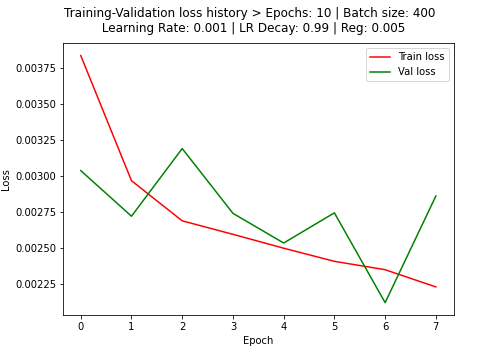 Training-Validation loss history > Epochs: 10 | Batch size: 400
Learning Rate: 0.001 | LR Decay: 0.99 | Reg: 0.005
Train loss
Val loss
0.00375
0.00350
0.00325
0.00300
0.00275
0.00250
0.00225
Loss
0 1 2 3 4 5 6 7
Epoch